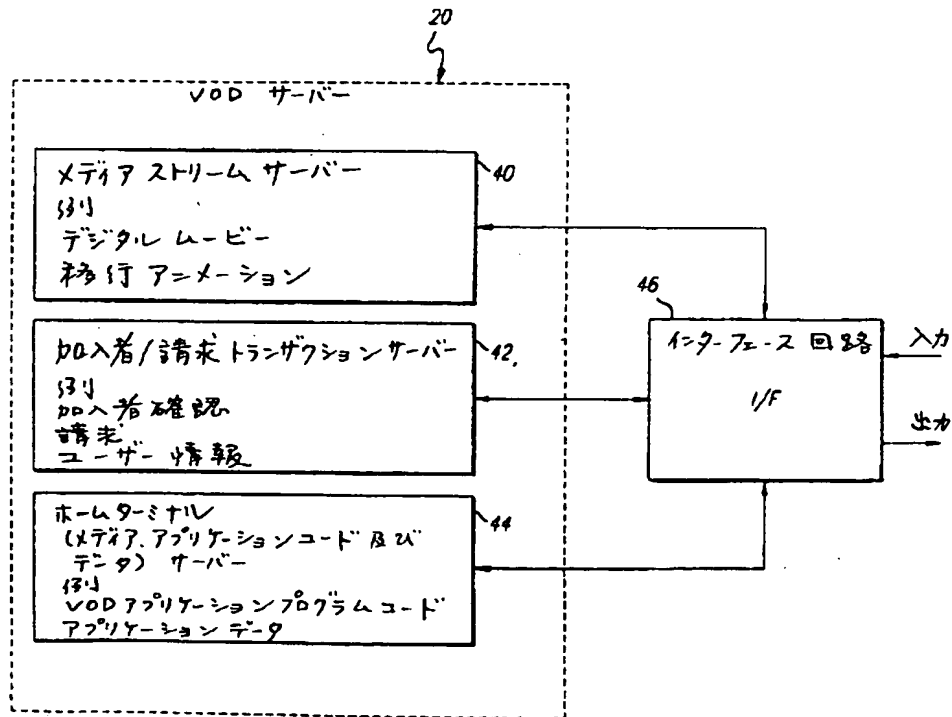 20
VOD サーバー
メディア ストリーム サーバー
例
デジタル ムービー
移行 アニメーション
40
加入者/請求 トランザクションサーバー
例
加入者確認
請求
ユーザー 情報
42
ホームターミナル
(メディア、アプリケーションコード 及び
データ) サーバー
例
VOD アプリケーションプログラム コード
アプリケーション データ
44
46
インターフェース 回路
I/F
入力
出力